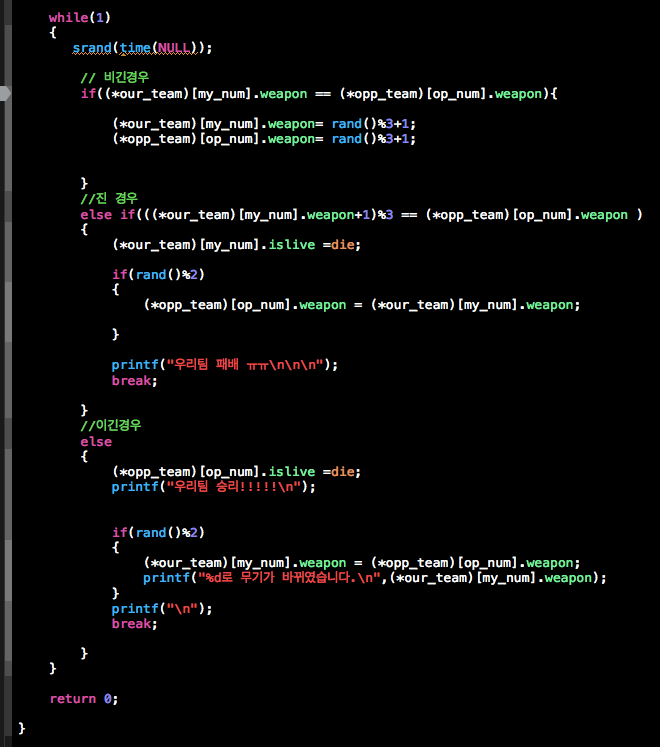 while(1)
{
srand(time(NULL));
// 비긴경우
if((*our_team)[my_num].weapon == (*opp_team)[op_num].weapon){
(*our_team)[my_num].weapon= rand()%3+1;
(*opp_team)[op_num].weapon= rand()%3+1;
}
//진 경우
else if(((*our_team)[my_num].weapon+1)%3 == (*opp_team)[op_num].weapon )
{
(*our_team)[my_num].islive =die;
if(rand()%2)
{
(*opp_team)[op_num].weapon = (*our_team)[my_num].weapon;
}
printf("우리팀 패배 ㅠㅠ\n\n\n");
break;
}
//이긴경우
else
{
(*opp_team)[op_num].islive =die;
printf("우리팀 승리!!!!!\n");
if(rand()%2)
{
(*our_team)[my_num].weapon = (*opp_team)[op_num].weapon;
printf("%d로 무기가 바뀌였습니다.\n",(*our_team)[my_num].weapon);
}
printf("\n");
break;
}
}
return 0;
}